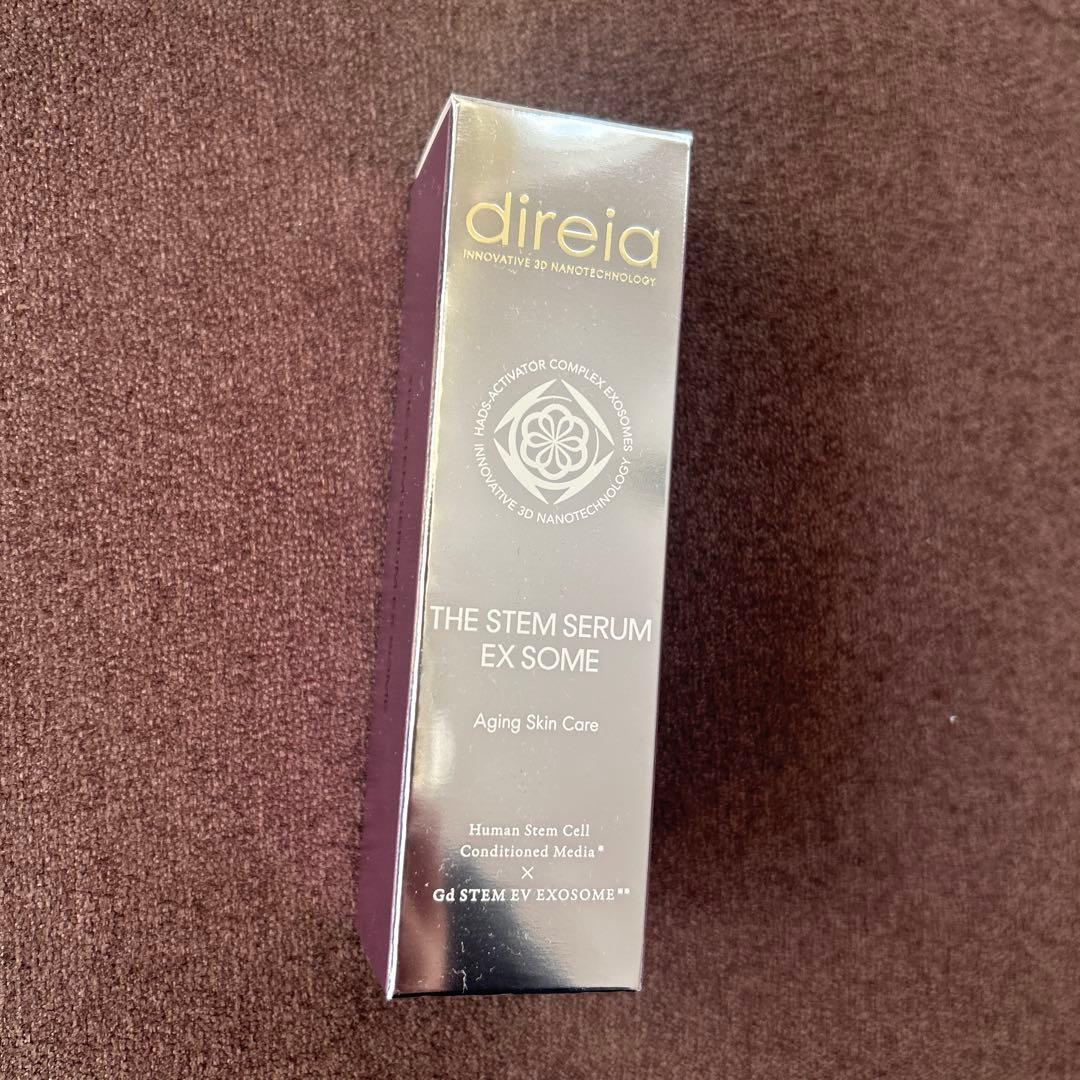 direia
INNOVATIVE 3D NANOTECHNOLOGY
HADS-ACTIVATOR COMPLEX EXOSOMES
INNOVATIVE 3D NANOTECHNOLOGY
THE STEM SERUM
EX SOME
Aging Skin Care
Human Stem Cell
Conditioned Media*
×
Gd STEM EV EXOSOME**